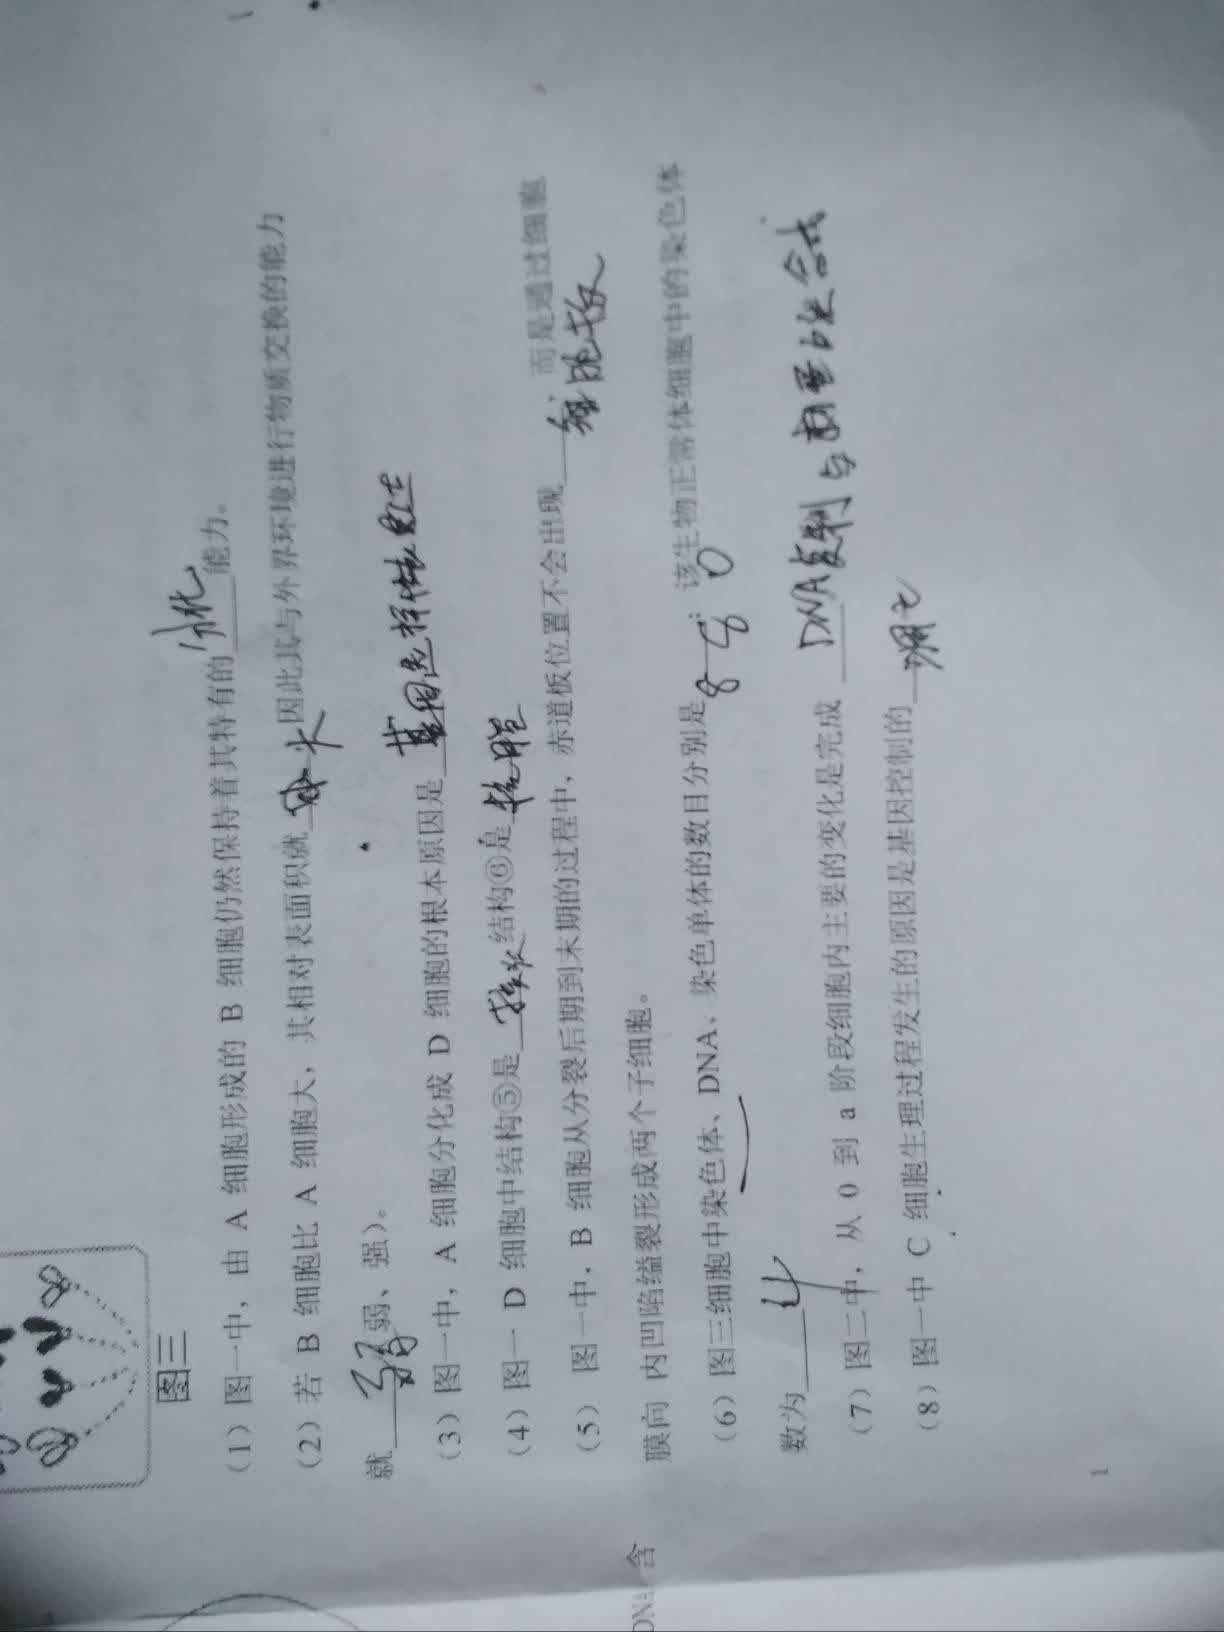 图三
（1）图一中，由 A 细胞形成的 B 细胞仍然保持着其特有的 分化 能力。
（2）若 B 细胞比 A 细胞大，其相对表面积就 因此其与外界环境进行物质交换的能力
就 弱 弱、强）。
（3）图一中，A 细胞分化成 D 细胞的根本原因是 基因选择性表达
（4）图一 D 细胞中结构⑤是 结构⑥是
（5） 图一中，B 细胞从分裂后期到末期的过程中，赤道板位置不会出现 细胞板 而是通过细胞
膜向 内凹陷缢裂形成两个子细胞。
（6）图三细胞中染色体、DNA、染色单体的数目分别是 8 8 0 该生物正常体细胞中的染色体
数为 4
（7）图二中，从 0 到 a 阶段细胞内主要的变化是完成 DNA复制与蛋白质合成
（8）图一中 C 细胞生理过程发生的原因是基因控制的 凋亡
1
DNA 含